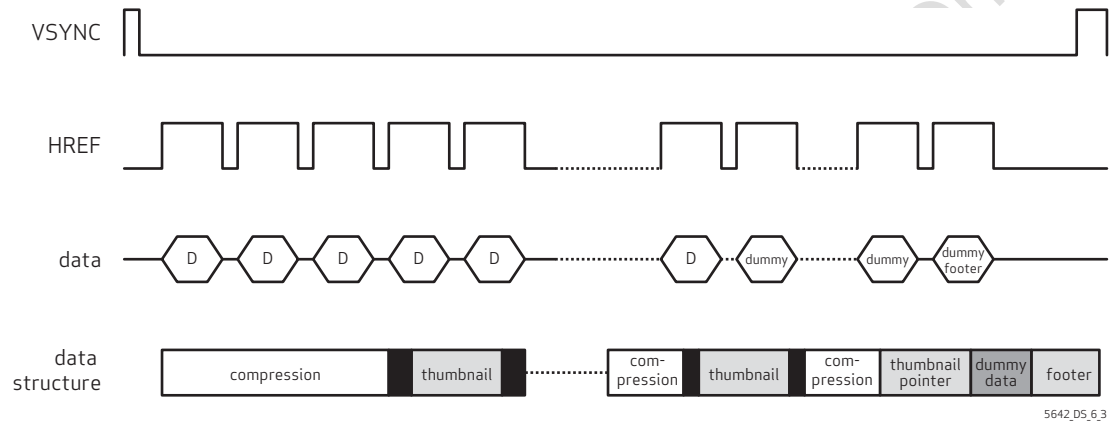 VSYNC
HREF
data
D D D D D D dummy dummy dummy
footer
data
structure
compression thumbnail com-
pression thumbnail com-
pression thumbnail
pointer dummy
data footer
5642_DS_6_3